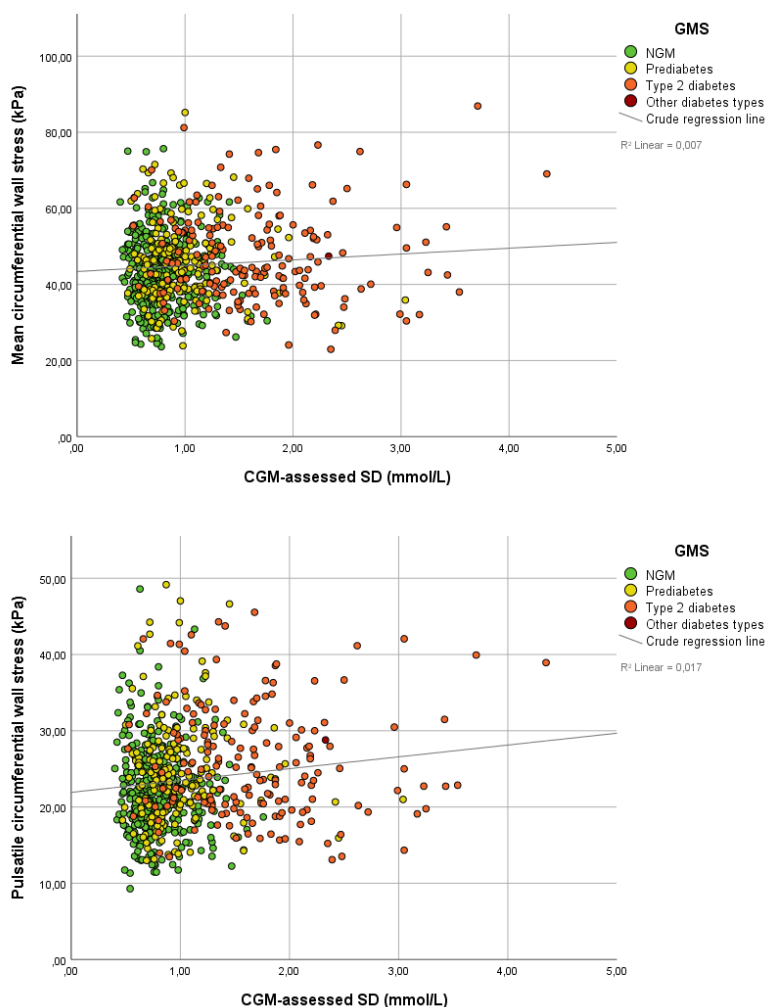 GMS
NGM
Prediabetes
Type 2 diabetes
Other diabetes types
Crude regression line
R² Linear = 0,007
100,00
80,00
60,00
40,00
20,00
,00
Mean circumferential wall stress (kPa)
,00 1,00 2,00 3,00 4,00 5,00
CGM-assessed SD (mmol/L)
GMS
NGM
Prediabetes
Type 2 diabetes
Other diabetes types
Crude regression line
R² Linear = 0,017
50,00
40,00
30,00
20,00
10,00
,00
Pulsatile circumferential wall stress (kPa)
,00 1,00 2,00 3,00 4,00 5,00
CGM-assessed SD (mmol/L)